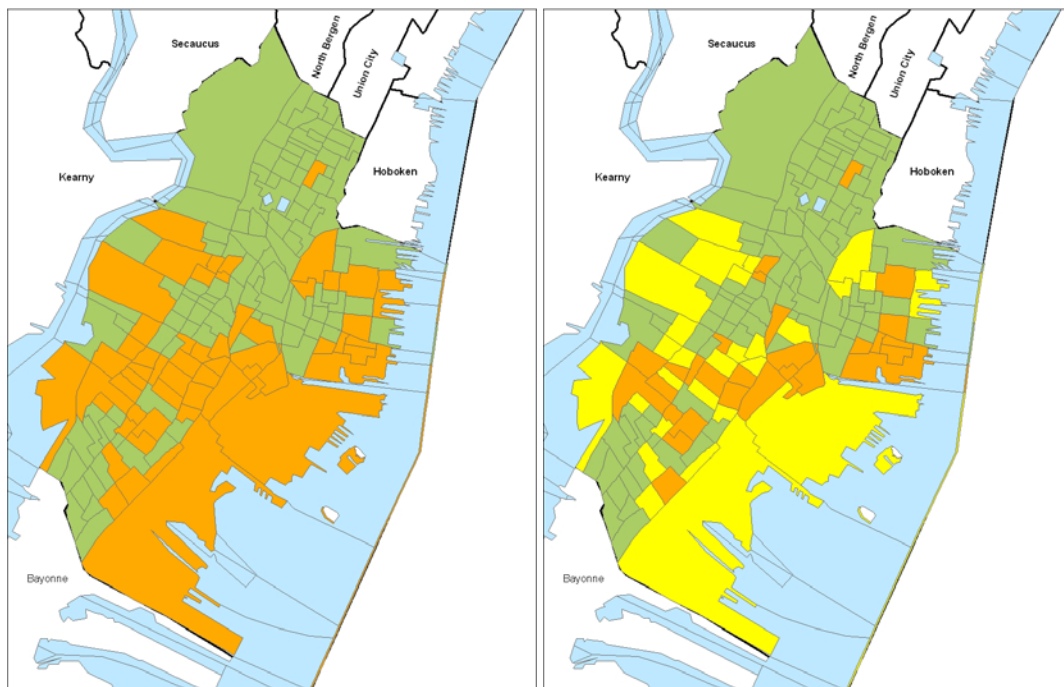 Secaucus
North Bergen
Union City
Kearny
Hoboken
Bayonne
Secaucus
North Bergen
Union City
Kearny
Hoboken
Bayonne